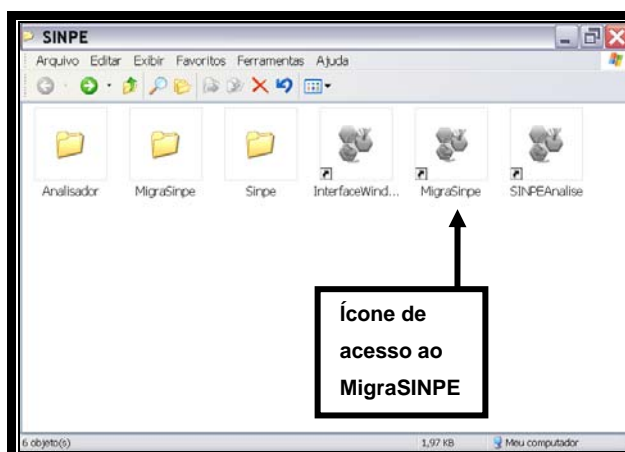 SINPE
Arquivo Editar Exibir Favoritos Ferramentas Ajuda
Analisador MigraSinpe Sinpe InterfaceWind... MigraSinpe SINPEAnalise
Ícone de
acesso ao
MigraSINPE
6 objeto(s) 1,97 KB Meu computador